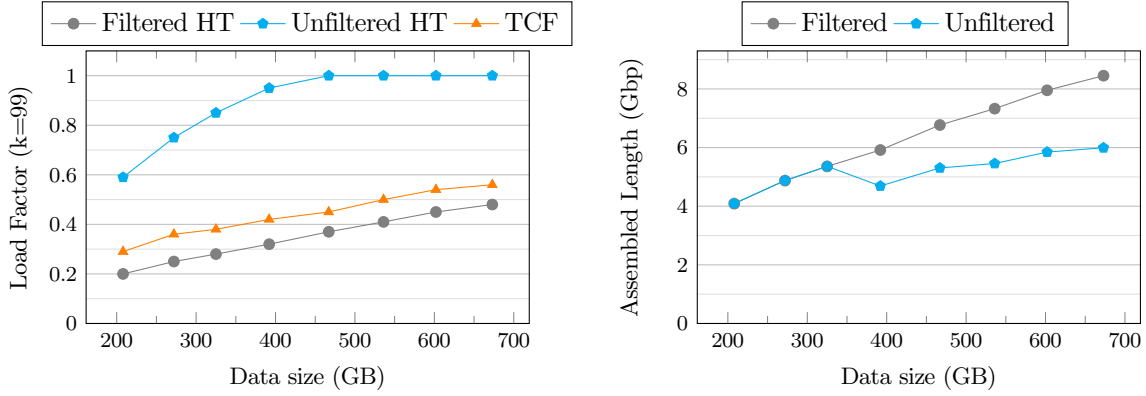 Filtered HT Unfiltered HT TCF
1
0.8
0.6
0.4
0.2
0
200 300 400 500 600 700
Data size (GB)
Load Factor (k=99)
Filtered Unfiltered
8
6
4
2
0
200 300 400 500 600 700
Data size (GB)
Assembled Length (Gbp)